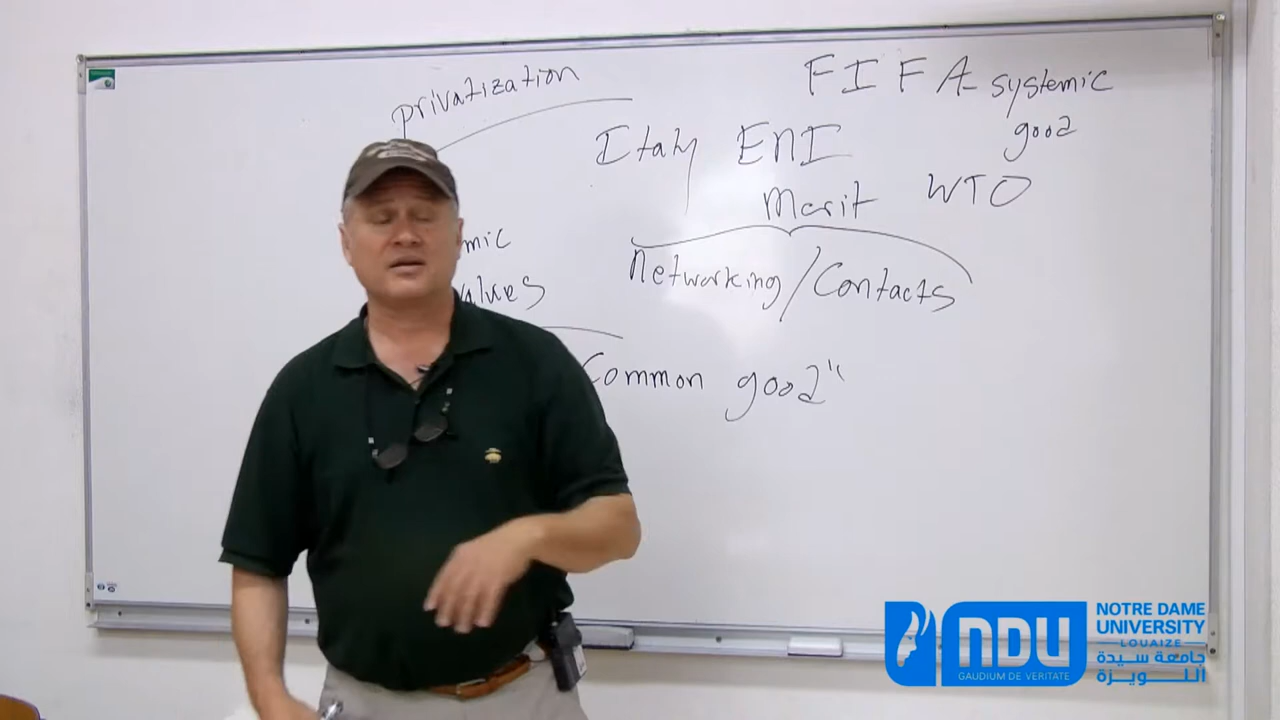 privatization
FIFA-systemic
good
Italy ENI
Merit WTO
mic
Networking/Contacts
alues
Common good"
NDU
GAUDIUM DE VERITATE
NOTRE DAME
UNIVERSITY
LOUAIZE
جامعة سيدة
اللويزة